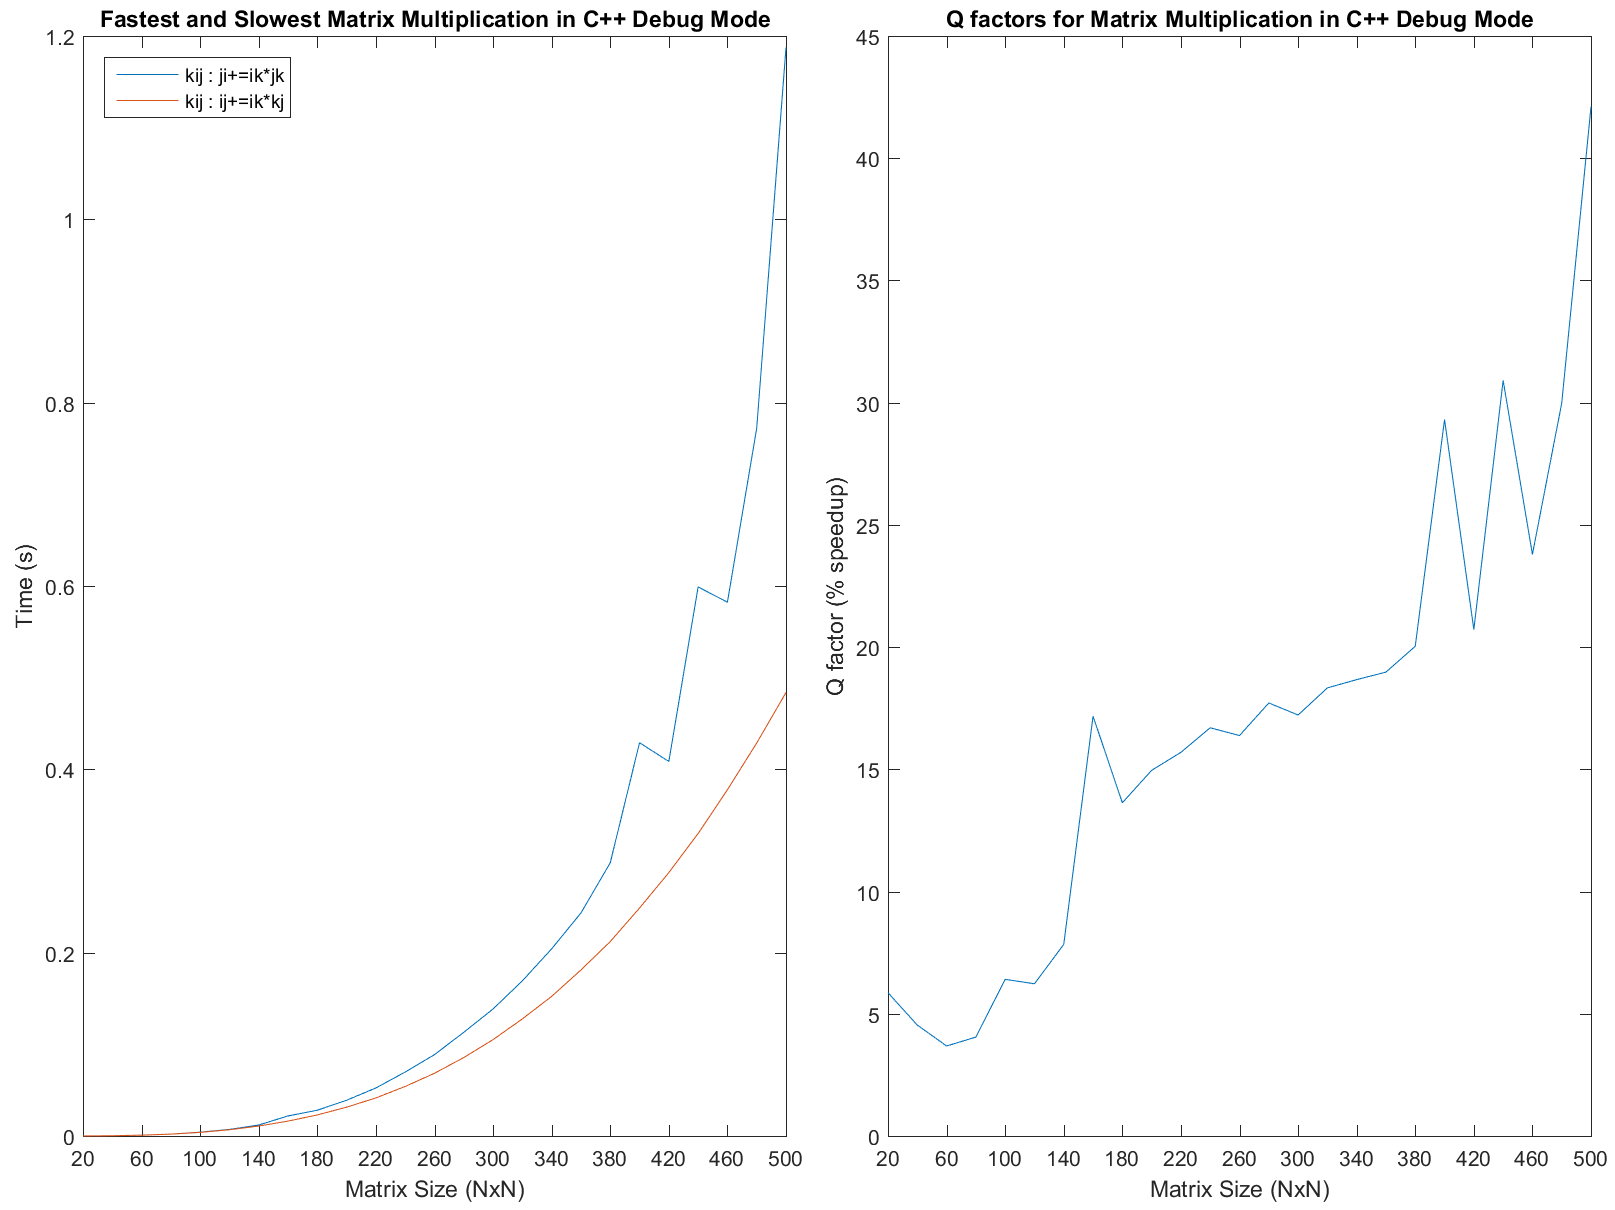 Fastest and Slowest Matrix Multiplication in C++ Debug Mode
kij : ji+=ik*jk
kij : ij+=ik*kj
Time (s)
1.2
1
0.8
0.6
0.4
0.2
0
20 60 100 140 180 220 260 300 340 380 420 460 500
Matrix Size (NxN)
Q factors for Matrix Multiplication in C++ Debug Mode
Q factor (% speedup)
45
40
35
30
25
20
15
10
5
0
20 60 100 140 180 220 260 300 340 380 420 460 500
Matrix Size (NxN)